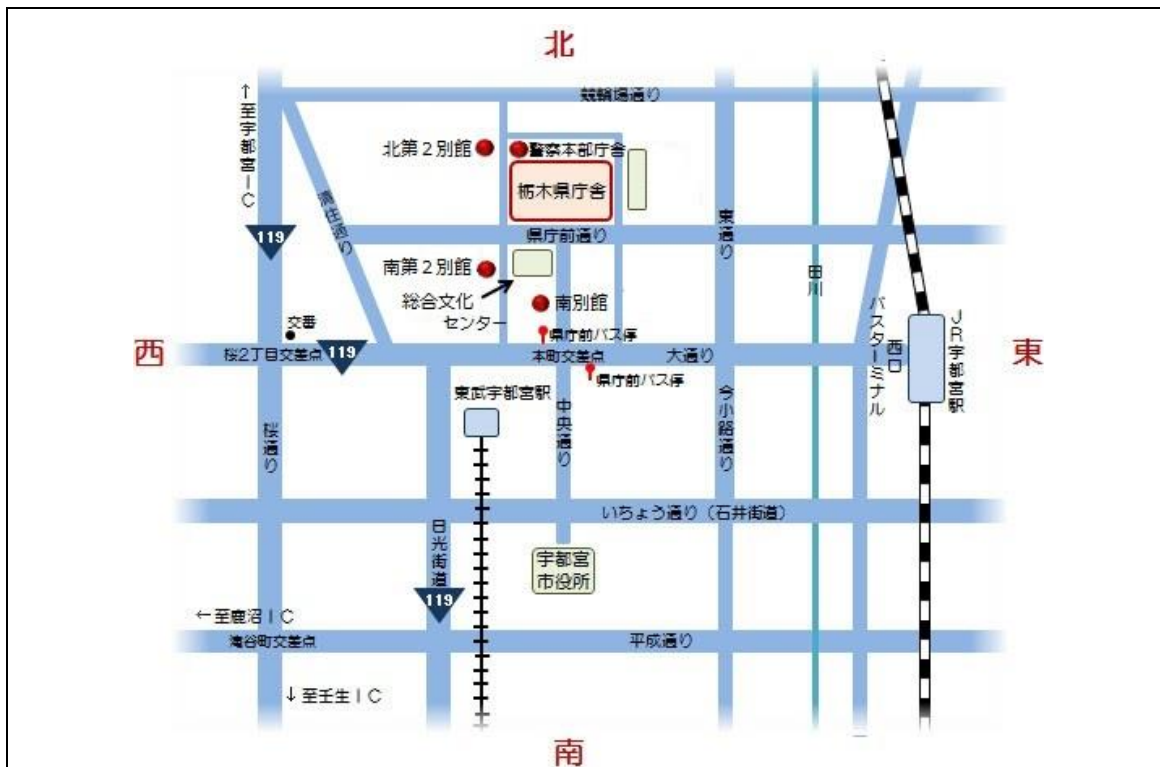 北
競輪場通り
↑至宇都宮ＩＣ
北第２別館
警察本部庁舎
栃木県庁舎
清住通り
119
県庁前通り
東通り
田川
南第２別館
総合文化
センター
南別館
交番
県庁前バス停
西
桜２丁目交差点
119
本町交差点
大通り
県庁前バス停
西口
バスターミナル
ＪＲ宇都宮駅
東
東武宇都宮駅
桜通り
中央通り
今小路通り
いちょう通り（石井街道）
日光街道
宇都宮
市役所
119
←至鹿沼ＩＣ
滝谷町交差点
平成通り
↓至壬生ＩＣ
南